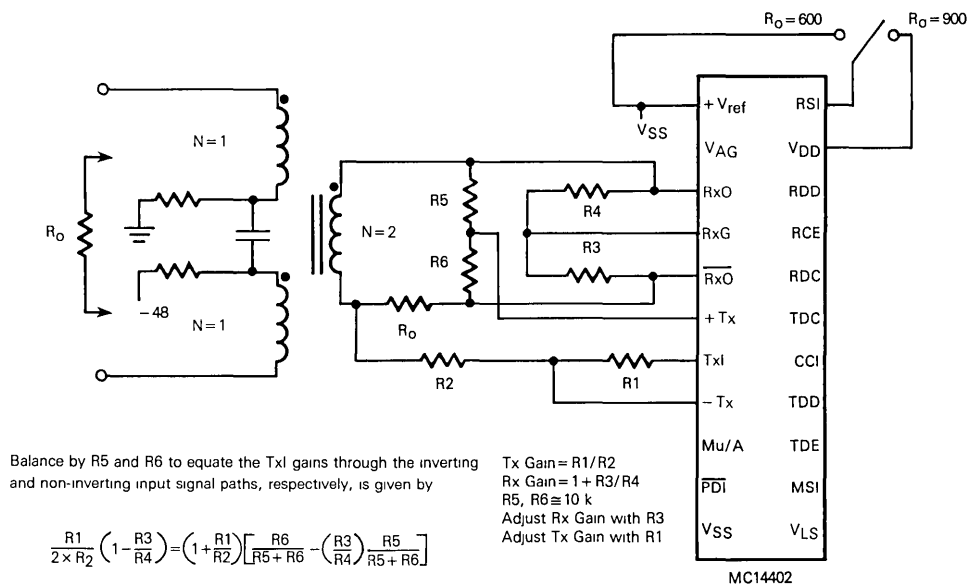 R₀=600
R₀=900
N=1
R₀
-48
N=1
N=2
R5
R6
R₀
R4
R3
R2
R1
VSS
+Vref
VAG
RxO
RxG
R̅x̅O̅
+Tx
TxI
-Tx
Mu/A
P̅D̅I̅
VSS
RSI
VDD
RDD
RCE
RDC
TDC
CCI
TDD
TDE
MSI
VLS
MC14402
Balance by R5 and R6 to equate the TxI gains through the inverting
and non-inverting input signal paths, respectively, is given by
R1/(2×R₂) (1-R3/R4)=(1+R1/R2)[R6/(R5+R6)-(R3/R4)R5/(R5+R6)]
Tx Gain=R1/R2
Rx Gain=1+R3/R4
R5, R6≅10 k
Adjust Rx Gain with R3
Adjust Tx Gain with R1